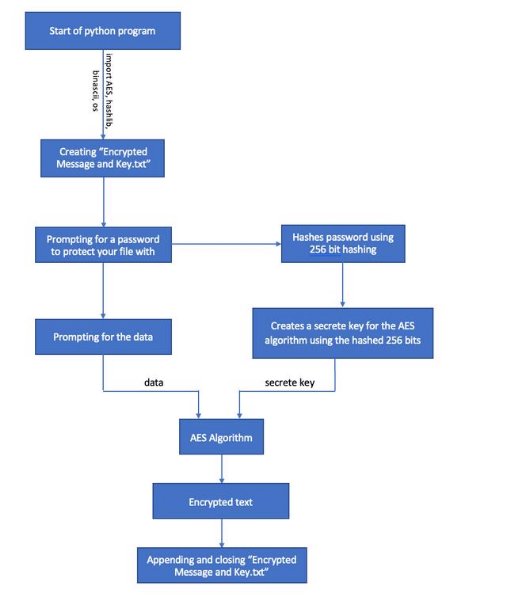 Start of python program
import AES, hashlib,
binascii, os
Creating “Encrypted
Message and Key.txt”
Prompting for a password
to protect your file with
Hashes password using
256 bit hashing
Prompting for the data
Creates a secrete key for the AES
algorithm using the hashed 256 bits
data
secrete key
AES Algorithm
Encrypted text
Appending and closing “Encrypted
Message and Key.txt”